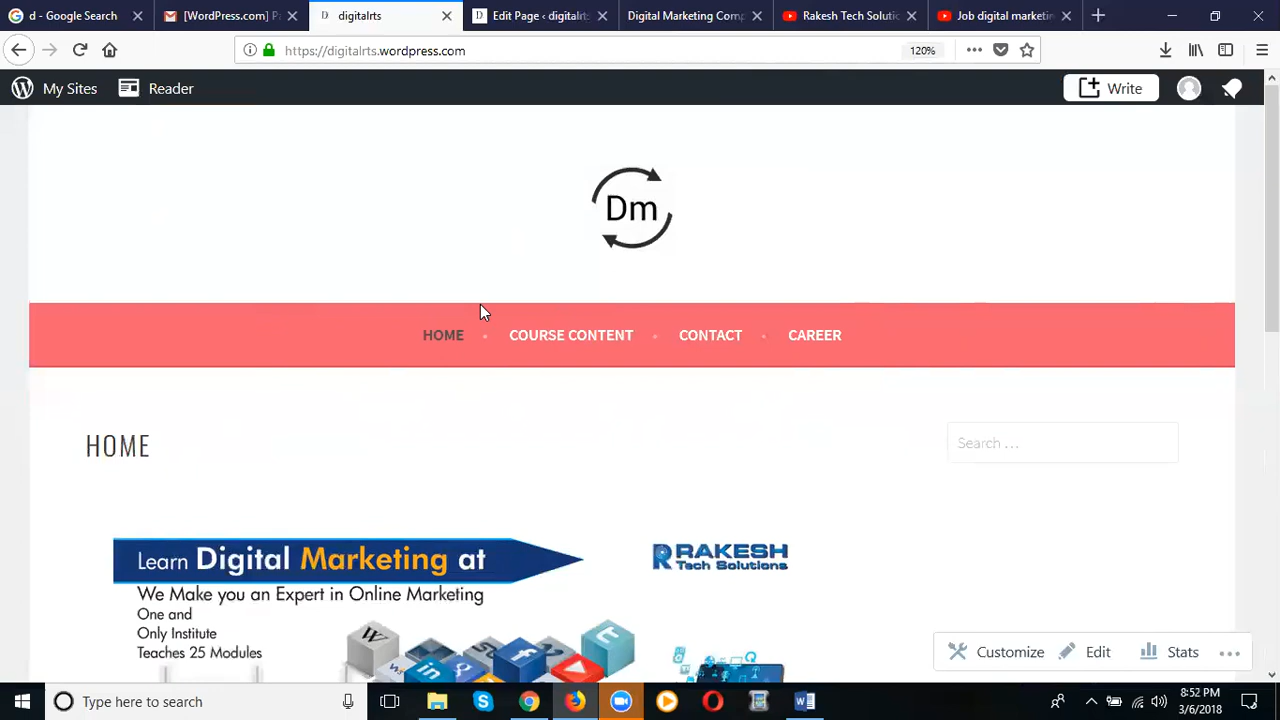 d - Google Search
[WordPress.com] P
digitalrts
Edit Page ‹ digitalrts
Digital Marketing Comp
Rakesh Tech Solutio
Job digital marketin
https://digitalrts.wordpress.com
120%
My Sites
Reader
Write
Dm
HOME
COURSE CONTENT
CONTACT
CAREER
HOME
Search …
Learn Digital Marketing at
RAKESH
Tech Solutions
We Make you an Expert in Online Marketing
One and
Only Institute
Teaches 25 Modules
Customize
Edit
Stats
Type here to search
8:52 PM
3/6/2018